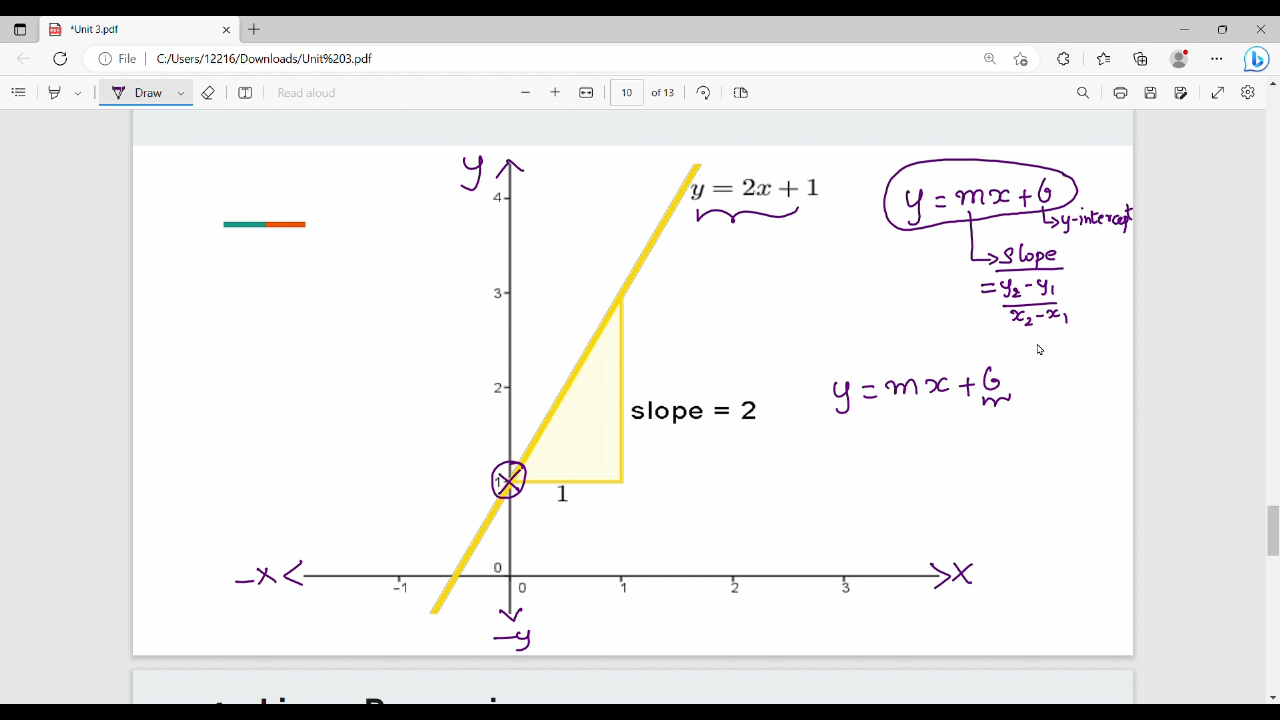 *Unit 3.pdf
File
C:/Users/12216/Downloads/Unit%203.pdf
Draw
Read aloud
10
of 13
y
4
y = 2x + 1
y = mx + b
y-intercept
slope
= y₂ - y₁
x₂ - x₁
3
2
y = mx + b
slope = 2
1
1
0
-x
x
-1
0
1
2
3
-y